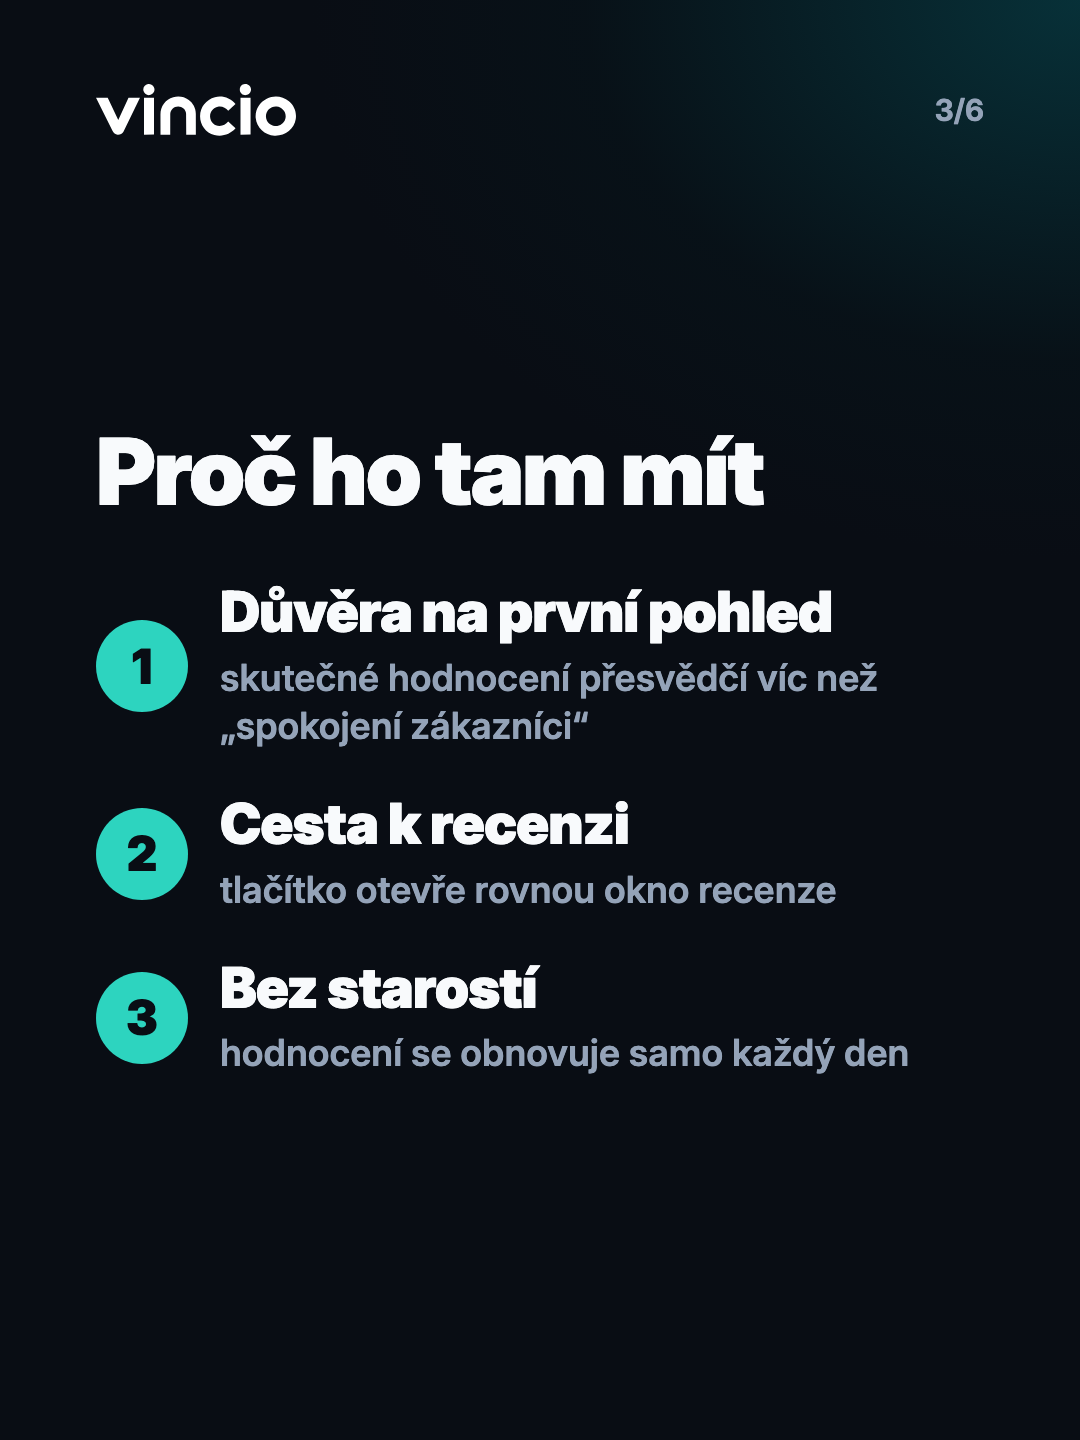 vincio
3/6
Proč ho tam mít
1
Důvěra na první pohled
skutečné hodnocení přesvědčí víc než
„spokojení zákazníci“
2
Cesta k recenzi
tlačítko otevře rovnou okno recenze
3
Bez starostí
hodnocení se obnovuje samo každý den